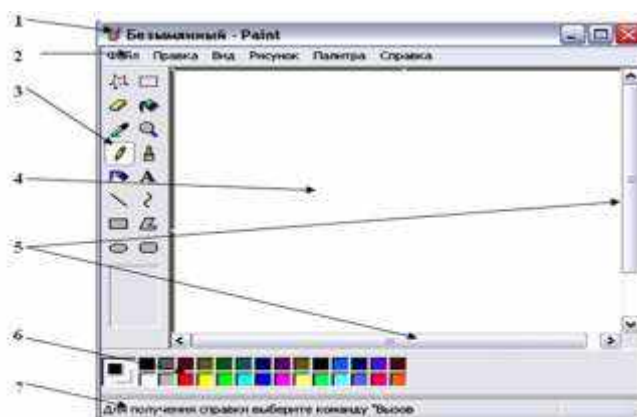 1
Безымянный - Paint
2
Файл Правка Вид Рисунок Палитра Справка
3
A
4
5
6
7
Для получения справки выберите команду "Вызов